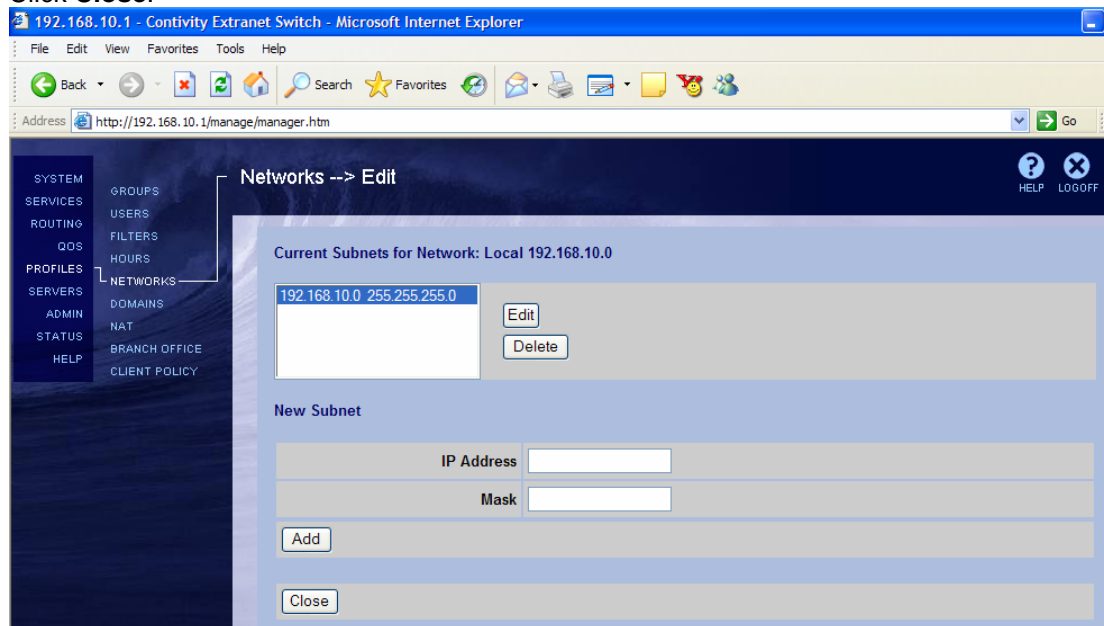 Click Close.
192.168.10.1 - Contivity Extranet Switch - Microsoft Internet Explorer
File Edit View Favorites Tools Help
Back Search Favorites
Address http://192.168.10.1/manage/manager.htm Go
Networks --> Edit
HELP LOGOFF
SYSTEM
SERVICES
ROUTING
QOS
PROFILES
SERVERS
ADMIN
STATUS
HELP
GROUPS
USERS
FILTERS
HOURS
NETWORKS
DOMAINS
NAT
BRANCH OFFICE
CLIENT POLICY
Current Subnets for Network: Local 192.168.10.0
192.168.10.0 255.255.255.0
Edit
Delete
New Subnet
IP Address
Mask
Add
Close